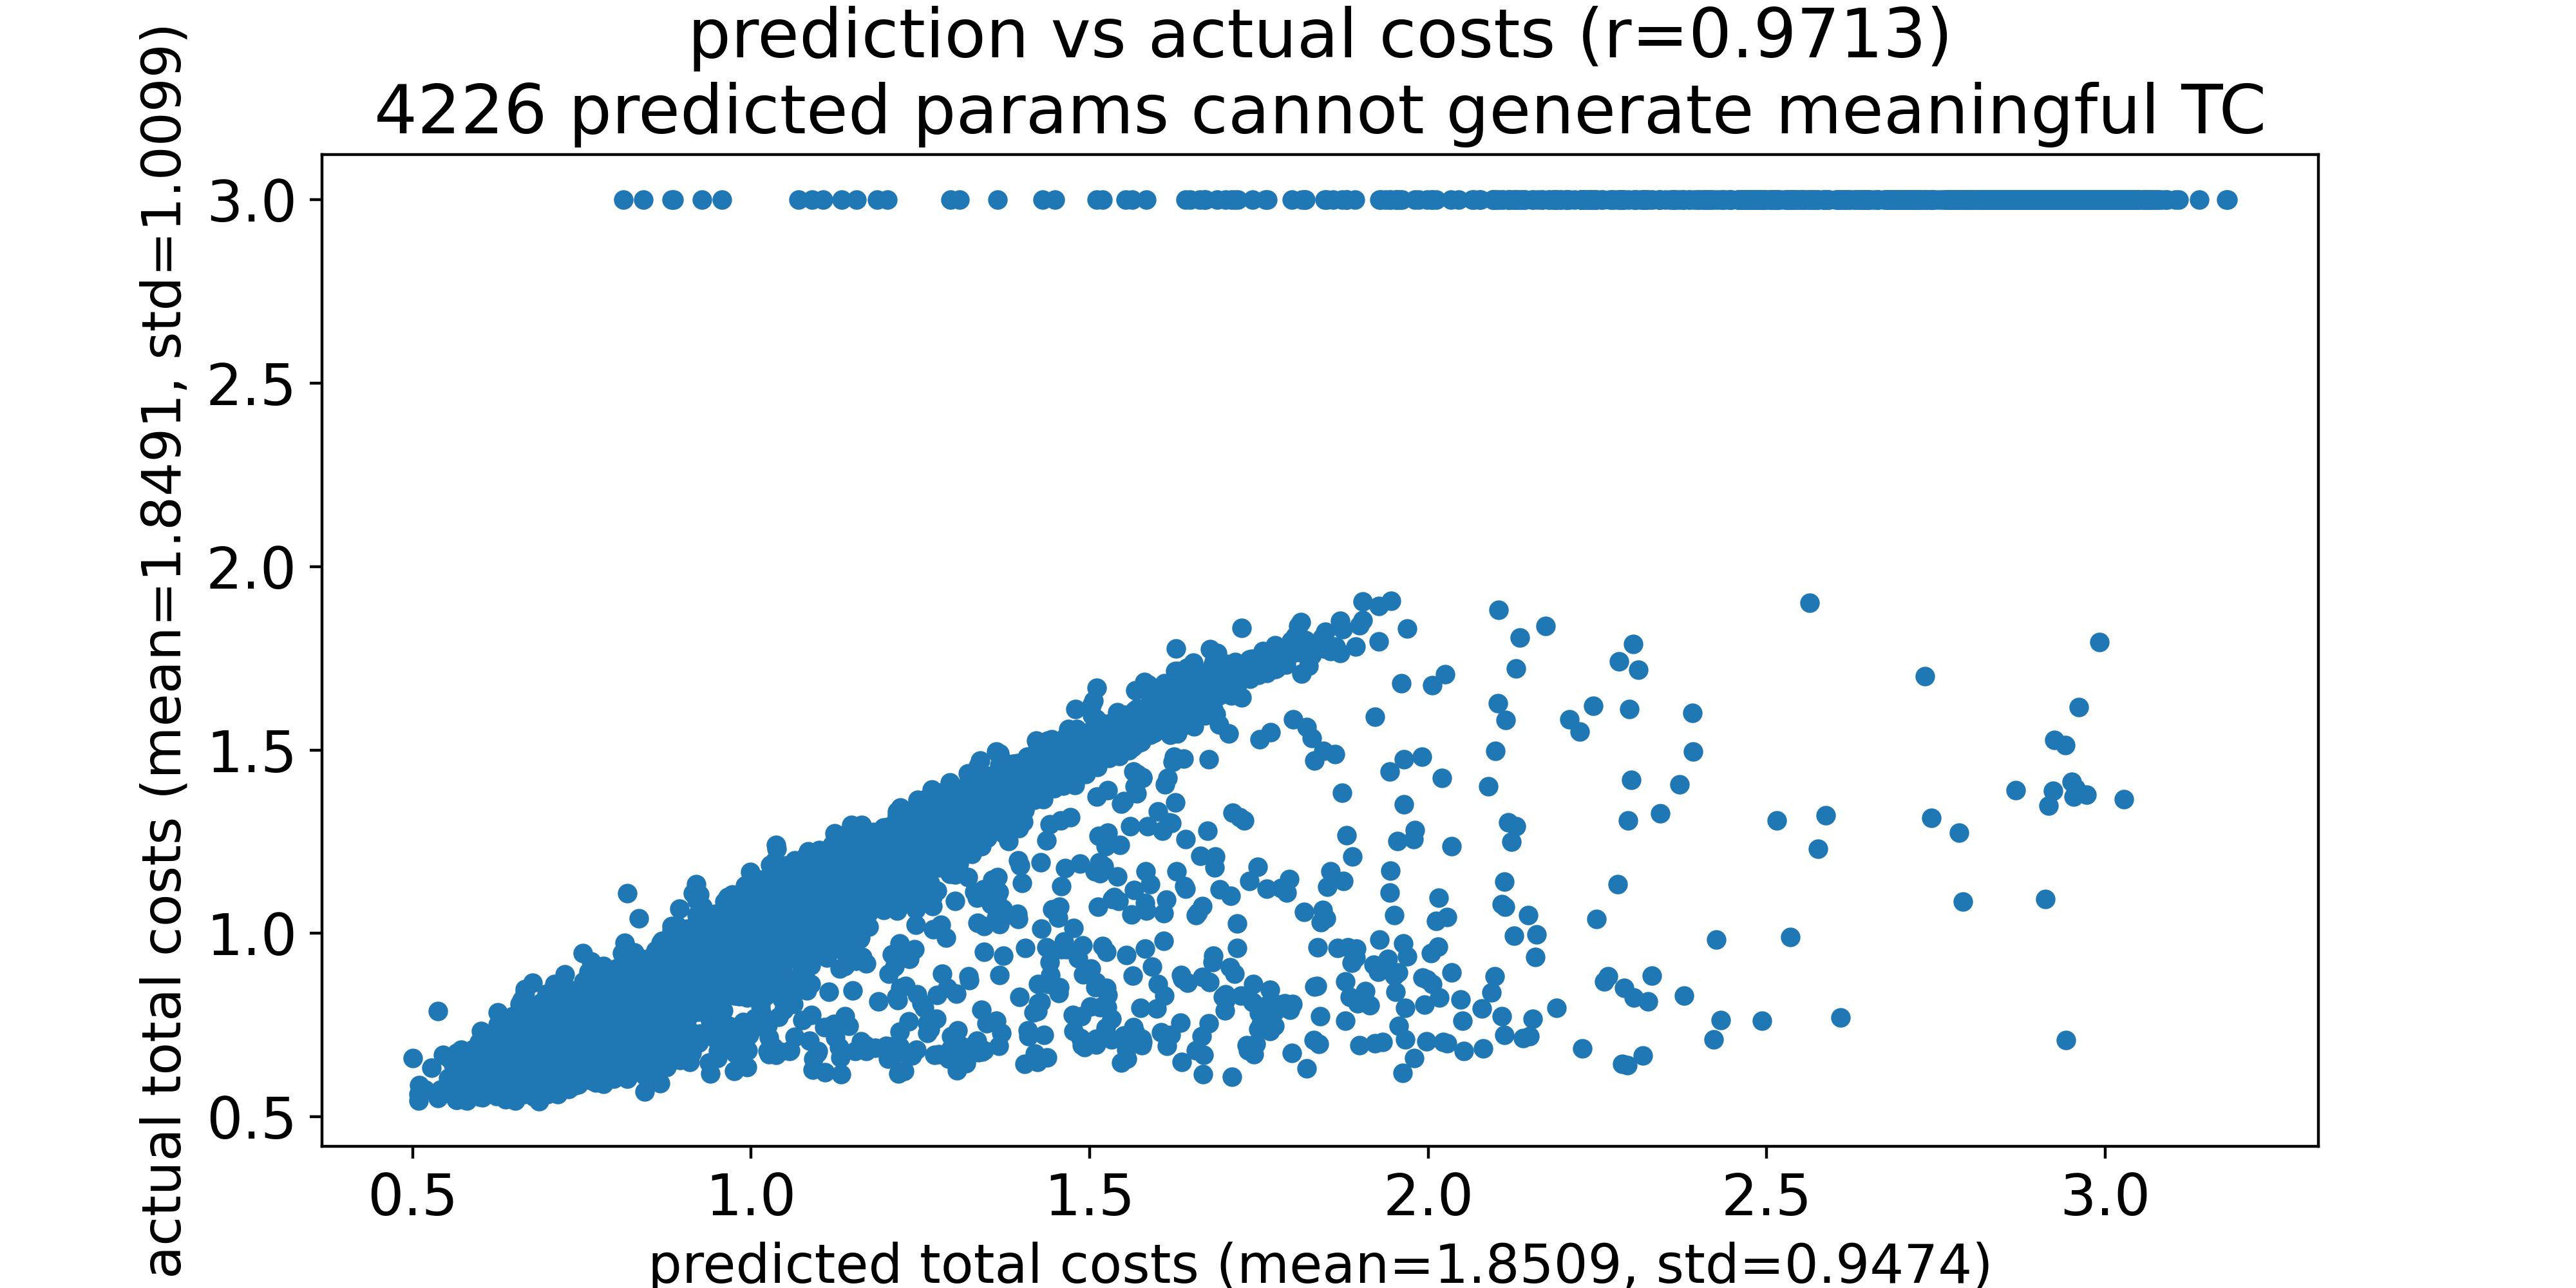 prediction vs actual costs (r=0.9713)
4226 predicted params cannot generate meaningful TC
actual total costs (mean=1.8491, std=1.0099)
3.0
2.5
2.0
1.5
1.0
0.5
0.5 1.0 1.5 2.0 2.5 3.0
predicted total costs (mean=1.8509, std=0.9474)